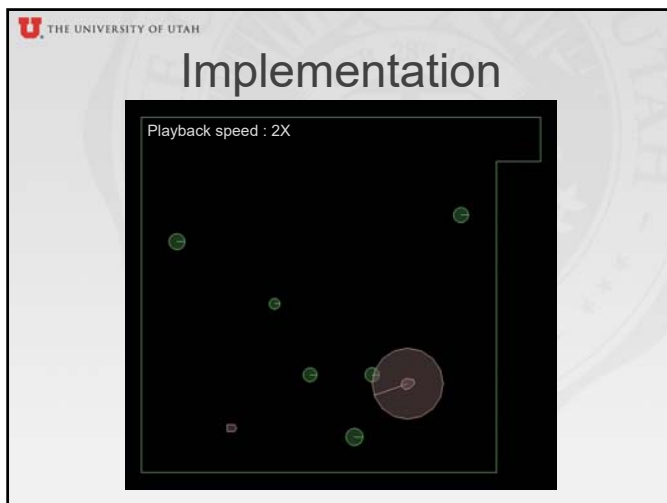 THE UNIVERSITY OF UTAH
Implementation
Playback speed : 2X